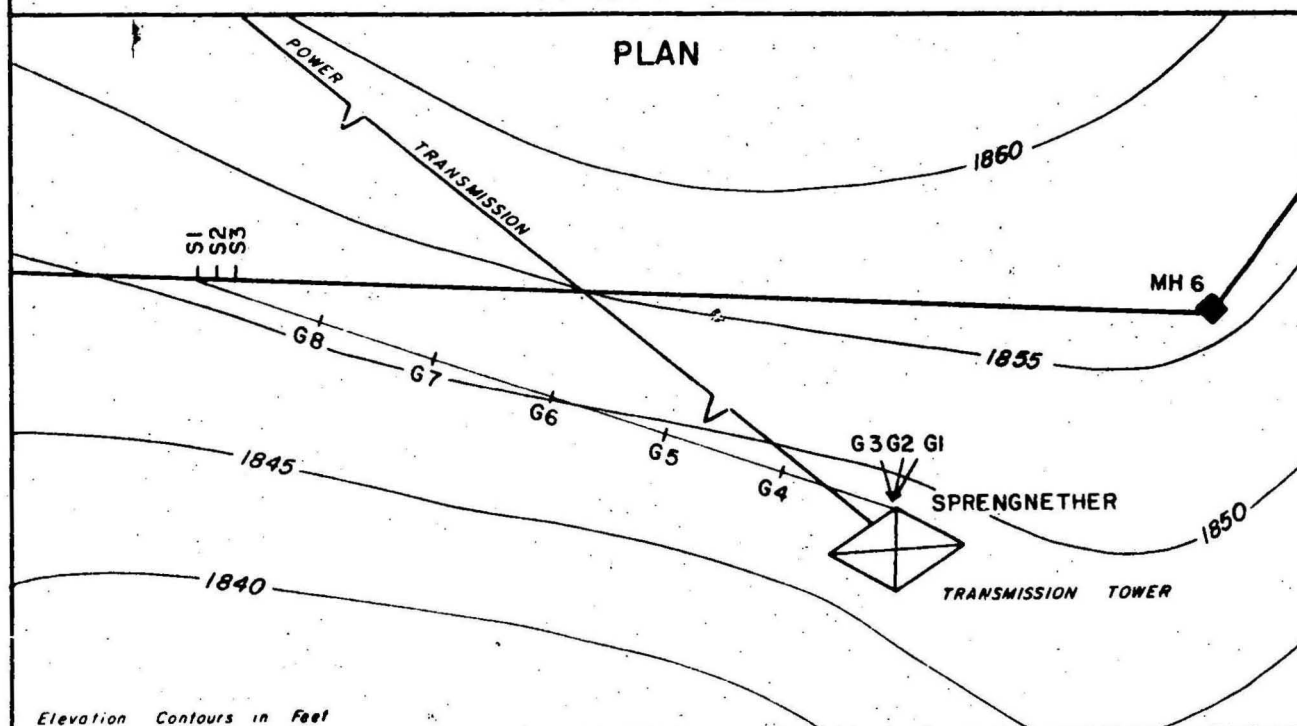 PLAN
POWER
TRANSMISSION
1860
S1
S2
S3
MH 6
G8
1855
G7
G6
G5
G3 G2 G1
1845
G4
SPRENGNETHER
1850
1840
TRANSMISSION TOWER
Elevation Contours in Feet